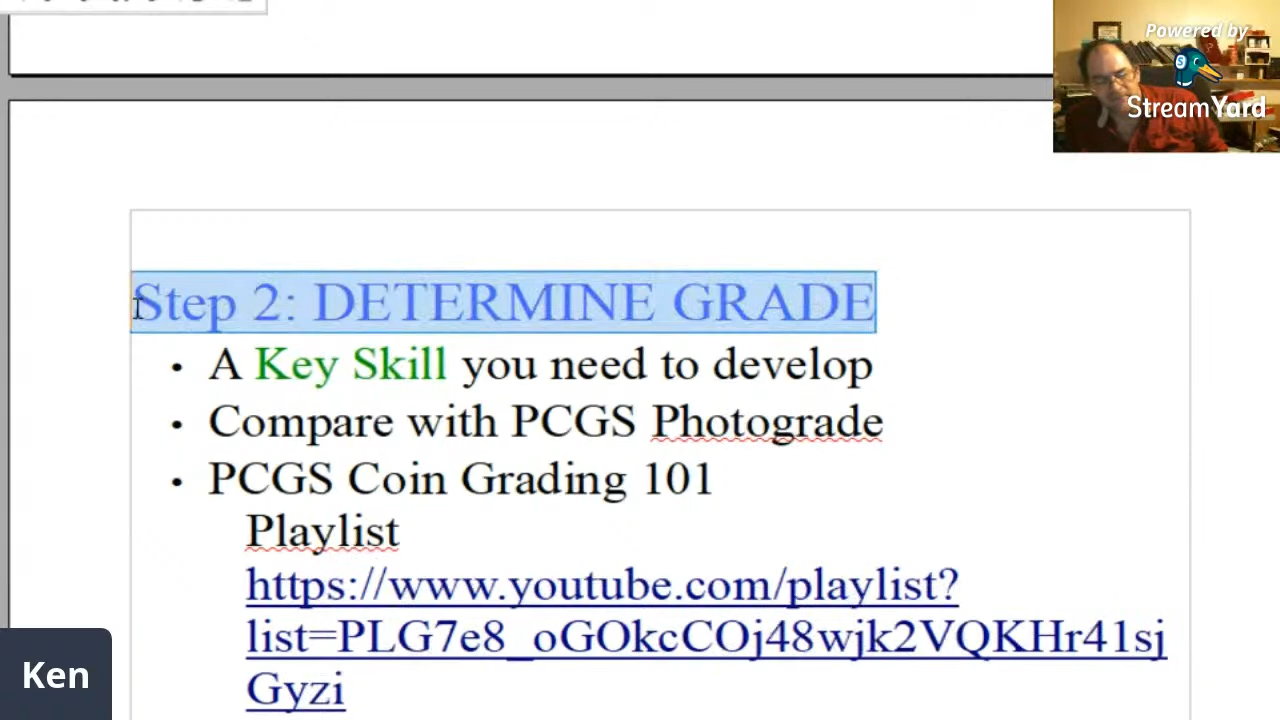 Powered by
StreamYard
Step 2: DETERMINE GRADE
• A Key Skill you need to develop
• Compare with PCGS Photograde
• PCGS Coin Grading 101
Playlist
https://www.youtube.com/playlist?
list=PLG7e8_oGOkcCOj48wjk2VQKHr41sj
Gyzi
Ken